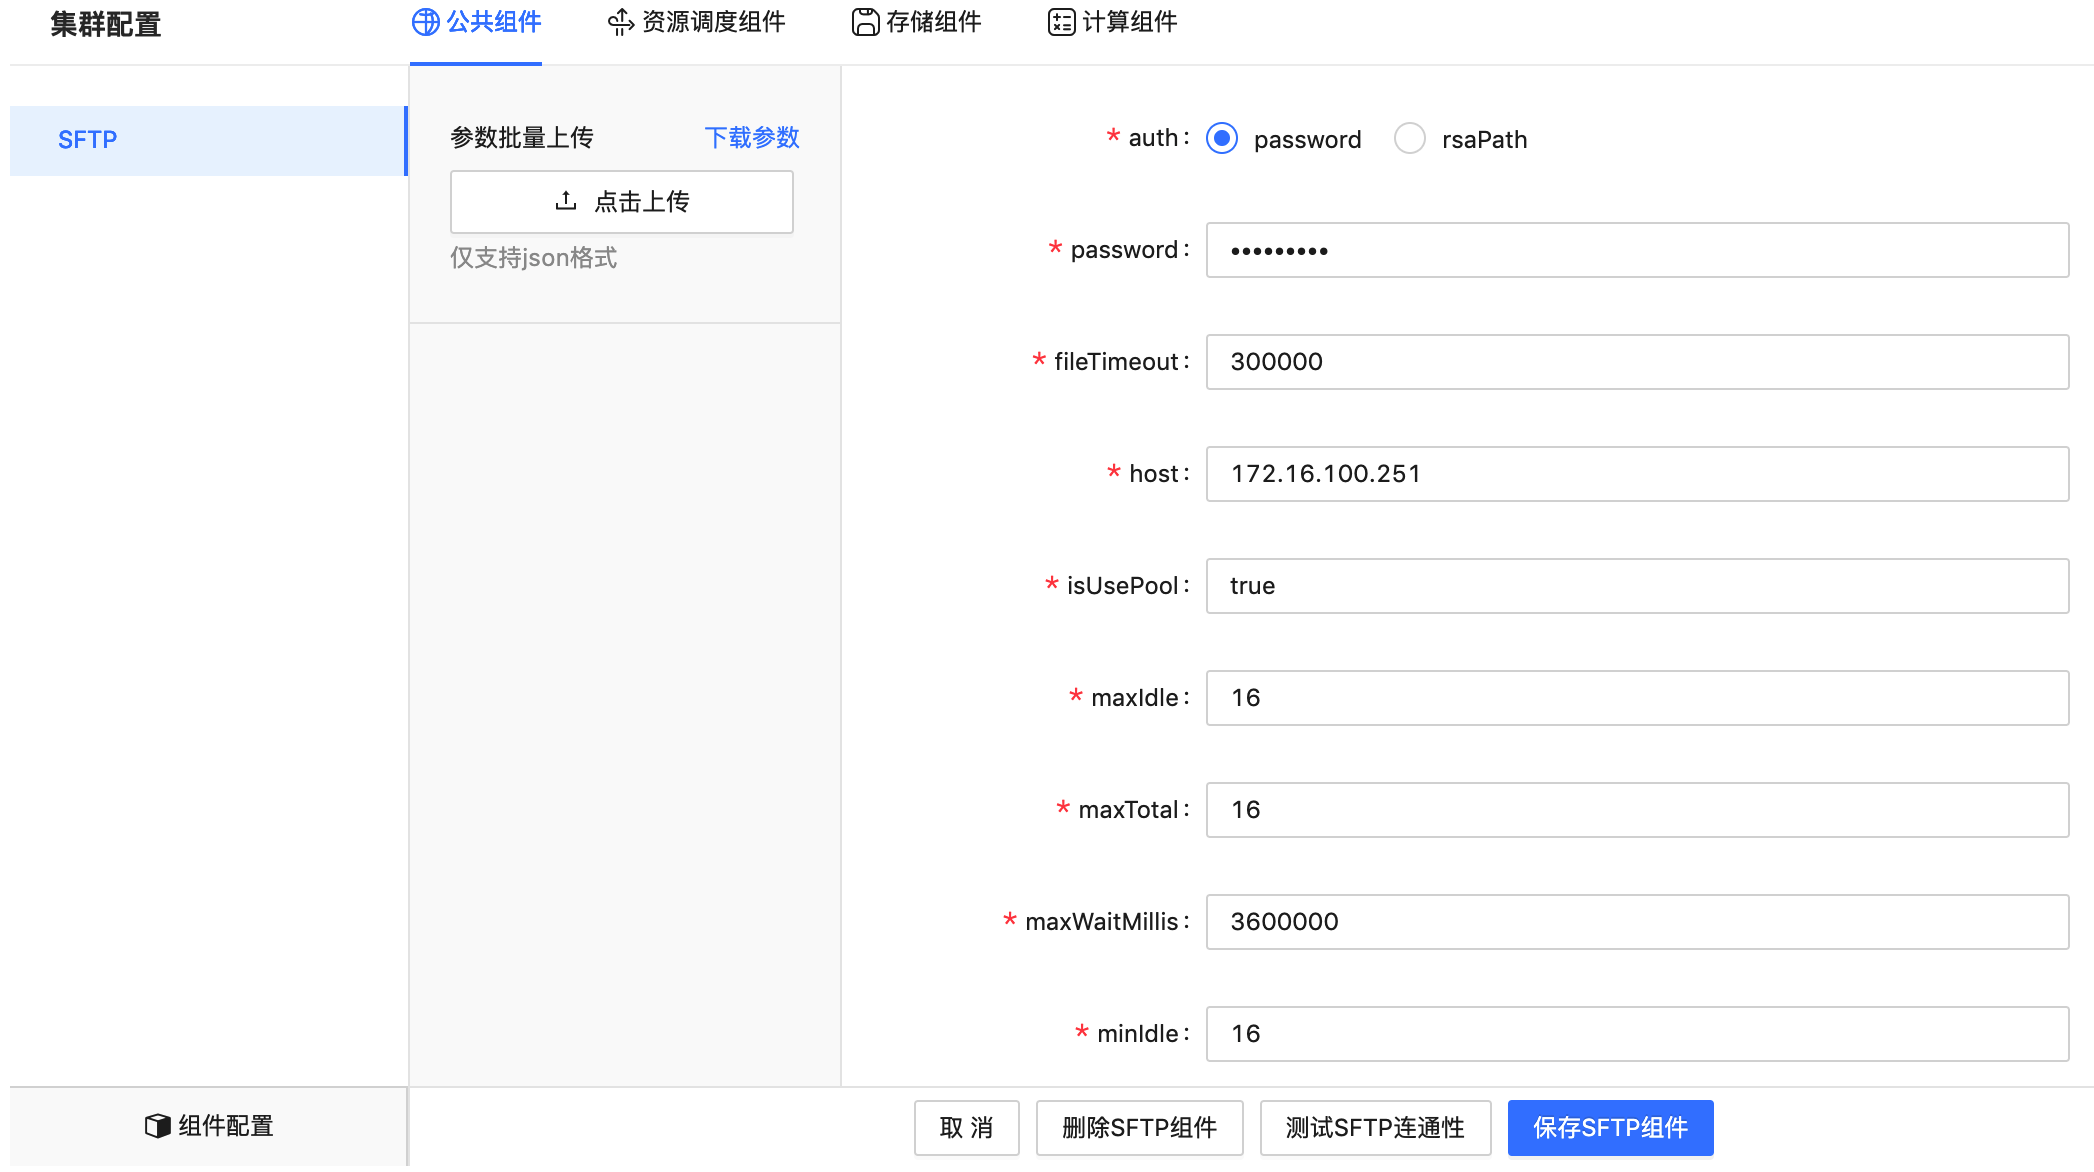 集群配置
公共组件
资源调度组件
存储组件
计算组件
SFTP
参数批量上传 下载参数
点击上传
仅支持json格式
* auth: password rsaPath
* password: •••••••••
* fileTimeout: 300000
* host: 172.16.100.251
* isUsePool: true
* maxIdle: 16
* maxTotal: 16
* maxWaitMillis: 3600000
* minIdle: 16
组件配置
取 消
删除SFTP组件
测试SFTP连通性
保存SFTP组件